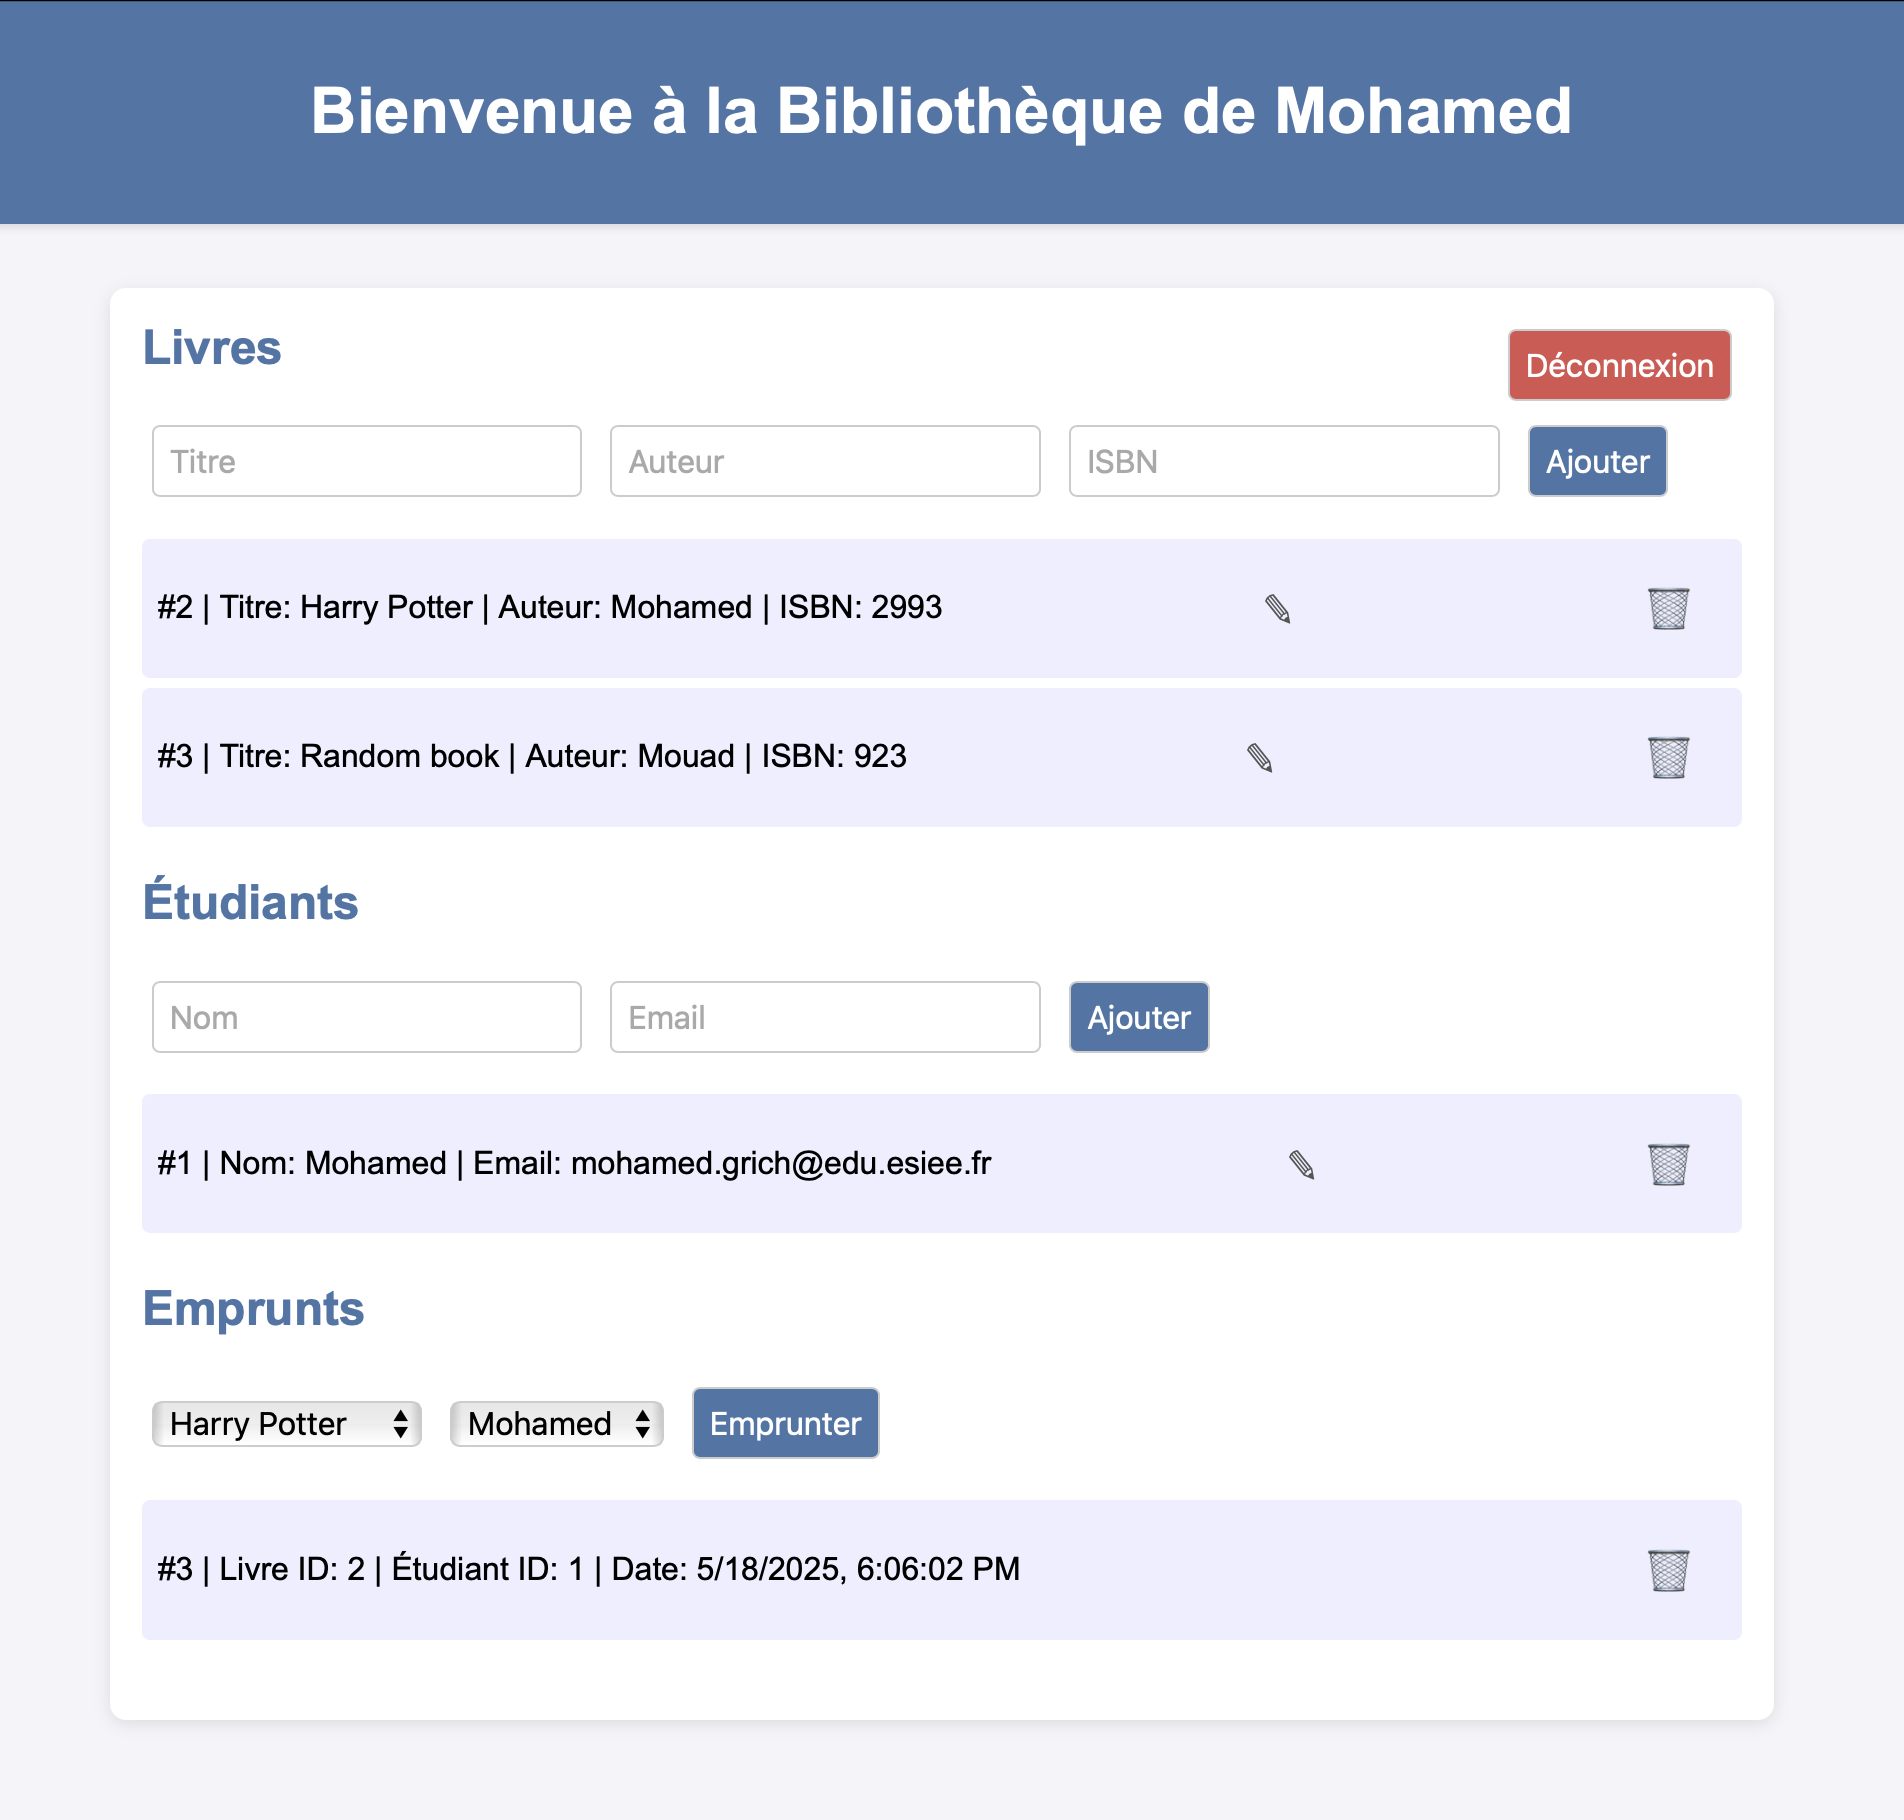 Bienvenue à la Bibliothèque de Mohamed
Livres
Déconnexion
Titre
Auteur
ISBN
Ajouter
#2 | Titre: Harry Potter | Auteur: Mohamed | ISBN: 2993
#3 | Titre: Random book | Auteur: Mouad | ISBN: 923
Étudiants
Nom
Email
Ajouter
#1 | Nom: Mohamed | Email: mohamed.grich@edu.esiee.fr
Emprunts
Harry Potter
Mohamed
Emprunter
#3 | Livre ID: 2 | Étudiant ID: 1 | Date: 5/18/2025, 6:06:02 PM